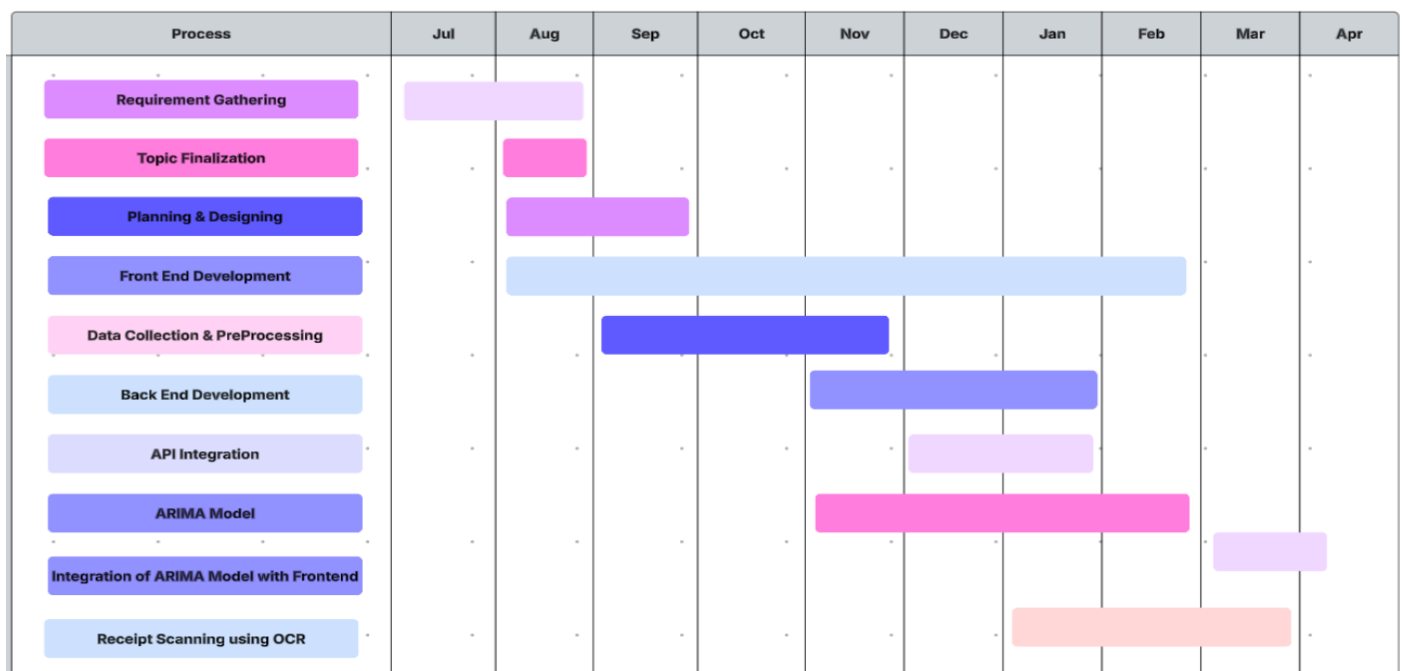 Process Jul Aug Sep Oct Nov Dec Jan Feb Mar Apr
Requirement Gathering
Topic Finalization
Planning & Designing
Front End Development
Data Collection & PreProcessing
Back End Development
API Integration
ARIMA Model
Integration of ARIMA Model with Frontend
Receipt Scanning using OCR